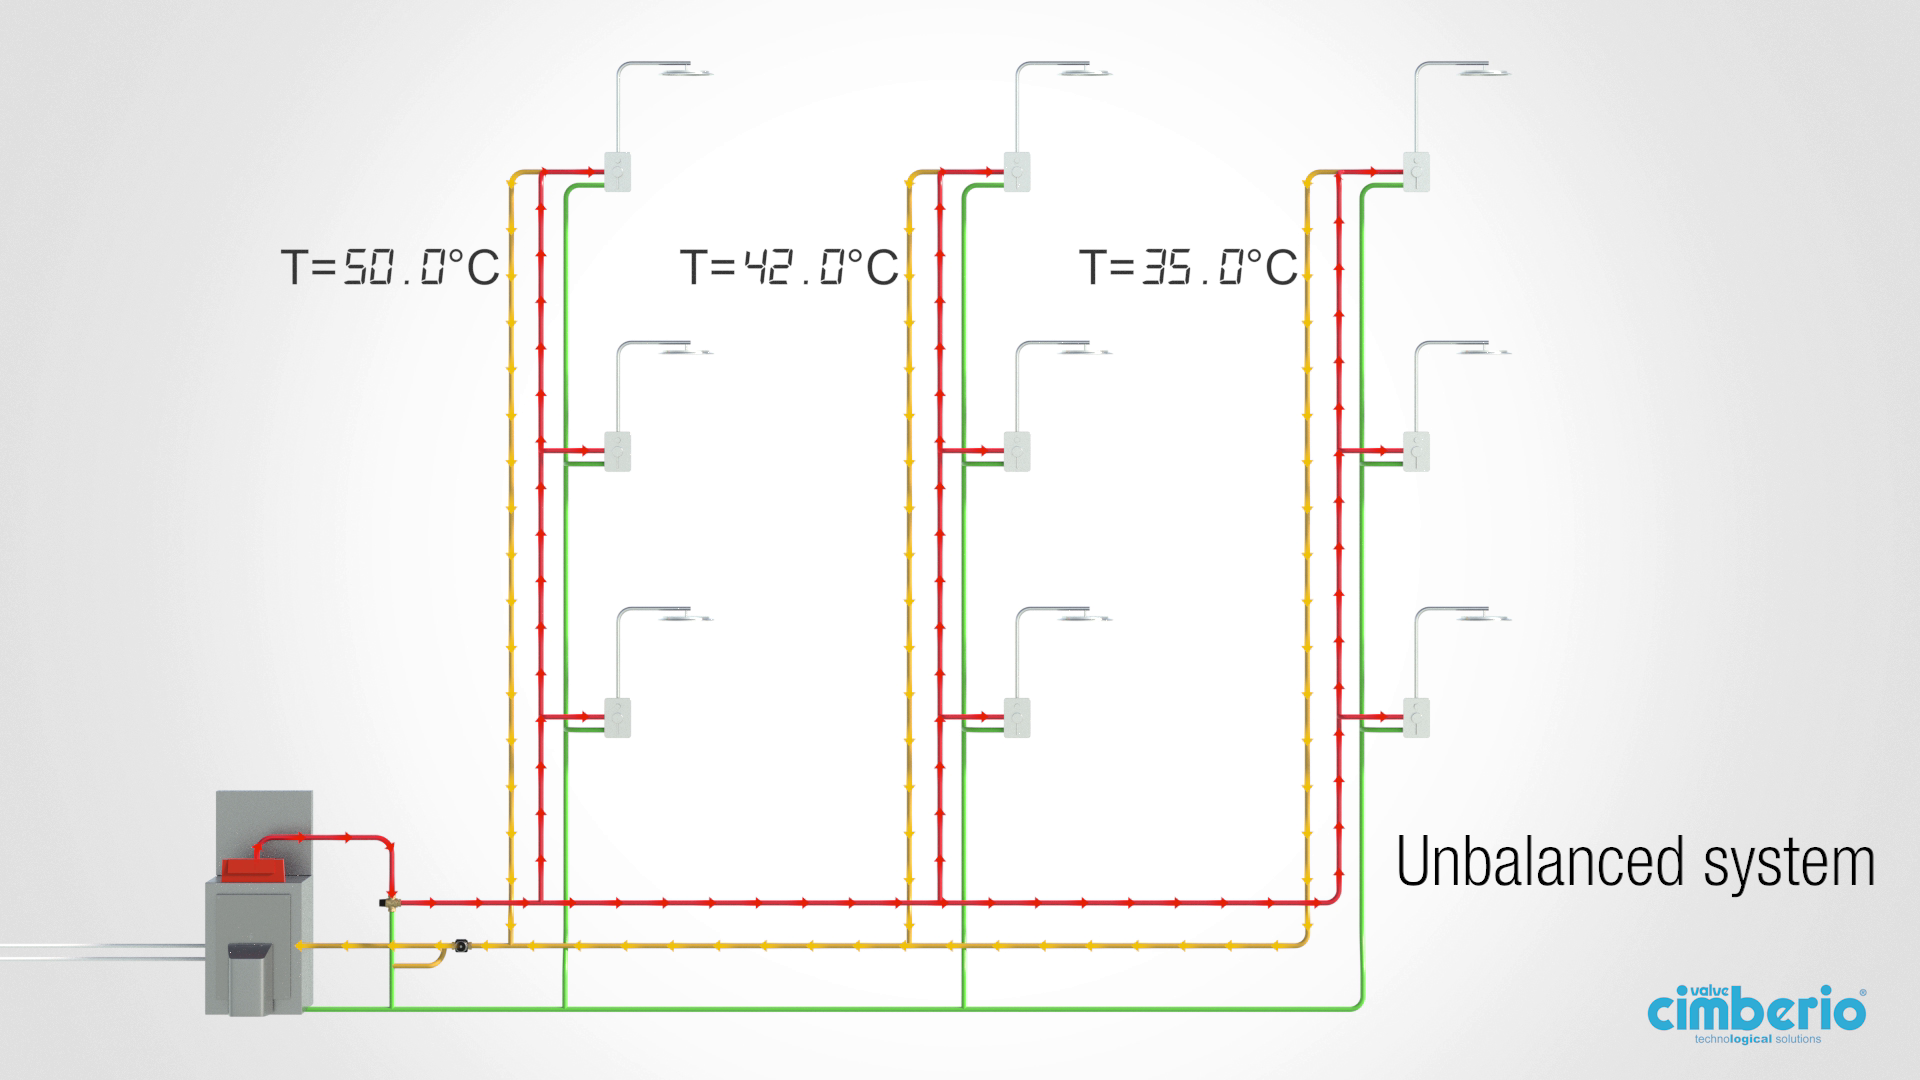 T=50.0°C
T=42.0°C
T=35.0°C
Unbalanced system
valve
cimberio®
technological solutions